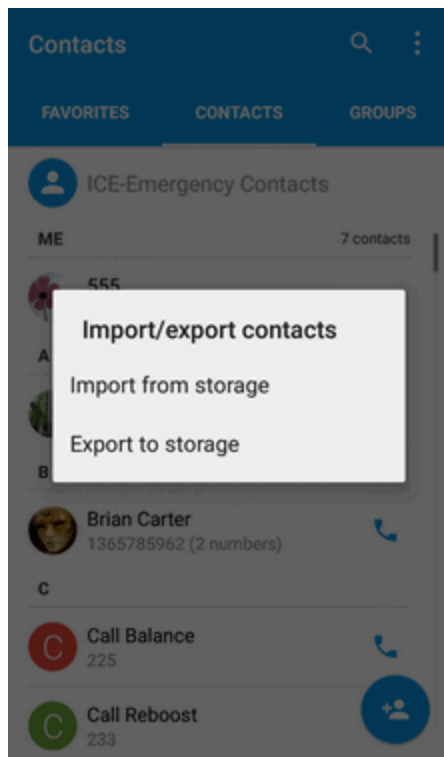 Contacts
FAVORITES CONTACTS GROUPS
ICE-Emergency Contacts
ME 7 contacts
555
Import/export contacts
A
Import from storage
Export to storage
B
Brian Carter
1365785962 (2 numbers)
C
C Call Balance
225
C Call Reboost
233